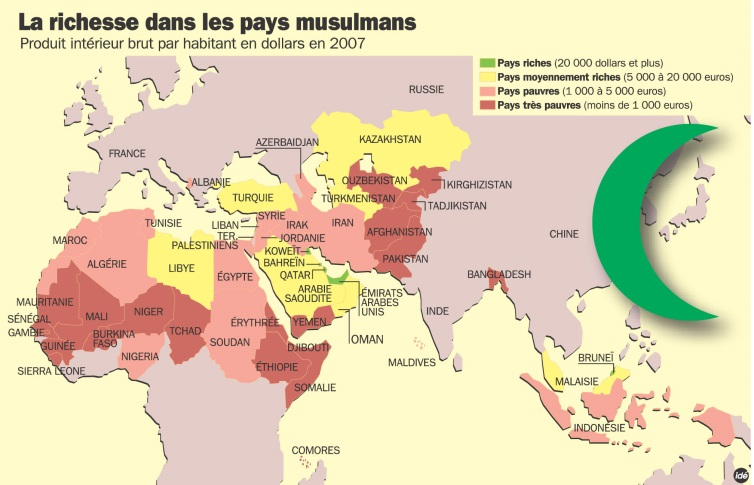 La richesse dans les pays musulmans
Produit intérieur brut par habitant en dollars en 2007
Pays riches (20 000 dollars et plus)
Pays moyennement riches (5 000 à 20 000 euros)
Pays pauvres (1 000 à 5 000 euros)
Pays très pauvres (moins de 1 000 euros)
RUSSIE
AZERBAIDJAN
KAZAKHSTAN
FRANCE
ALBANIE
OUZBEKISTAN
KIRGHIZISTAN
TURQUIE
TURKMENISTAN
TADJIKISTAN
SYRIE
TUNISIE
LIBAN
IRAK
IRAN
AFGHANISTAN
CHINE
MAROC
TER.
PALESTINIENS
JORDANIE
KOWEÏT
PAKISTAN
ALGÉRIE
LIBYE
BAHREÏN
ÉGYPTE
QATARI
BANGLADESH
ARABIE
SAOUDITE
ÉMIRATS
ARABES
UNIS
MAURITANIE
MALI
NIGER
INDE
SÉNÉGAL
GAMBIE
BURKINA
FASO
TCHAD
ÉRYTHRÉE
YEMEN
OMAN
GUINÉE
NIGERIA
SOUDAN
DJIBOUTI
MALDIVES
BRUNEÏ
SIERRA LEONE
ÉTHIOPIE
MALAISIE
SOMALIE
INDONÉSIE
COMORES
idé